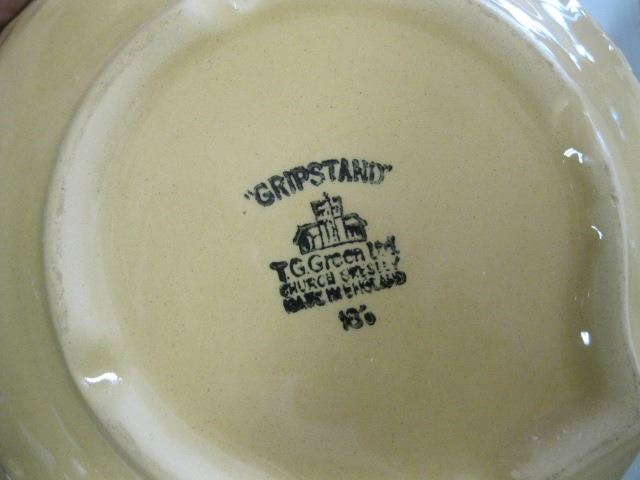 "GRIPSTAND"
T.G.Green Ltd.
CHURCH GRESLEY
MADE IN ENGLAND